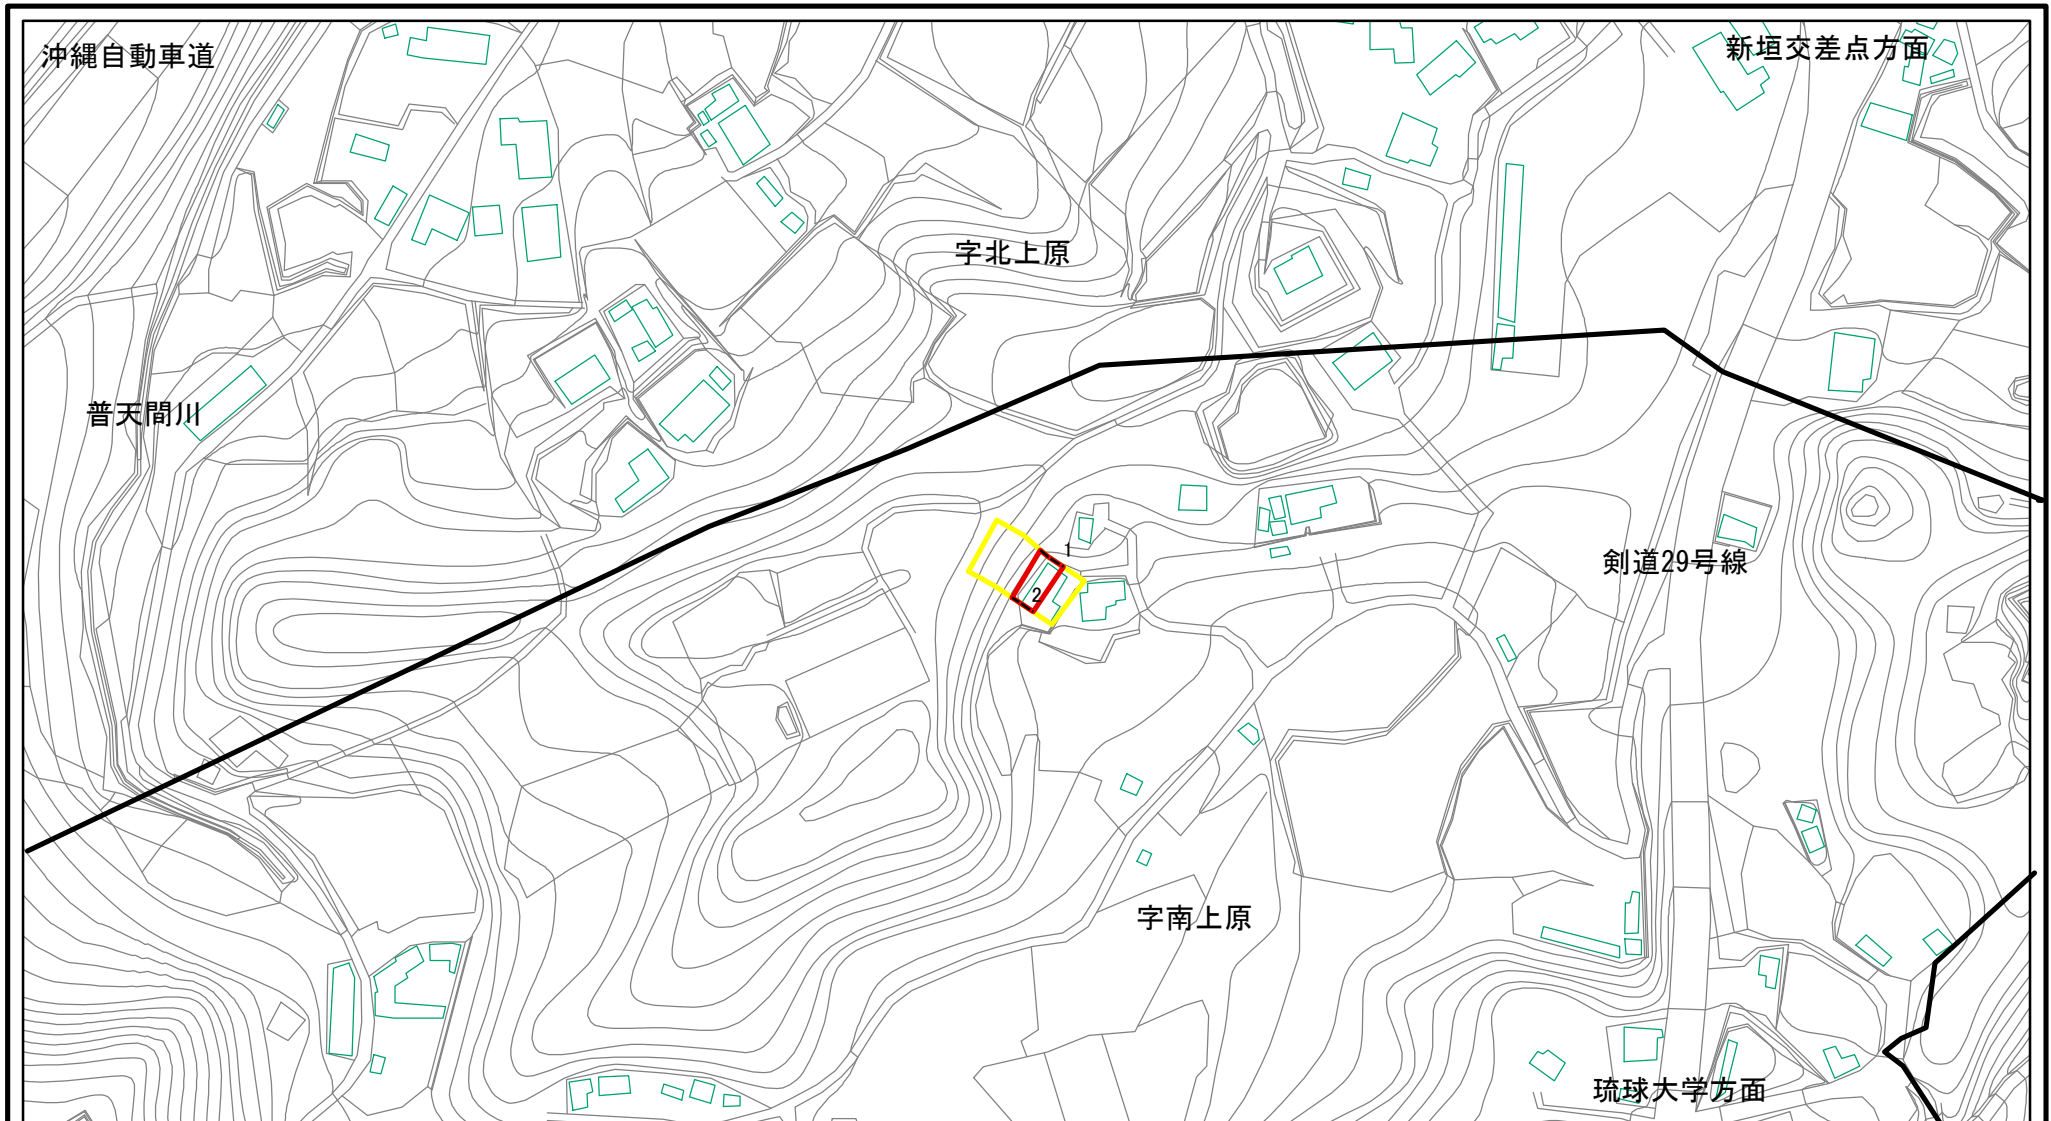 沖縄自動車道
新垣交差点方面
字北上原
普天間川
1
剣道29号線
2
字南上原
琉球大学方面